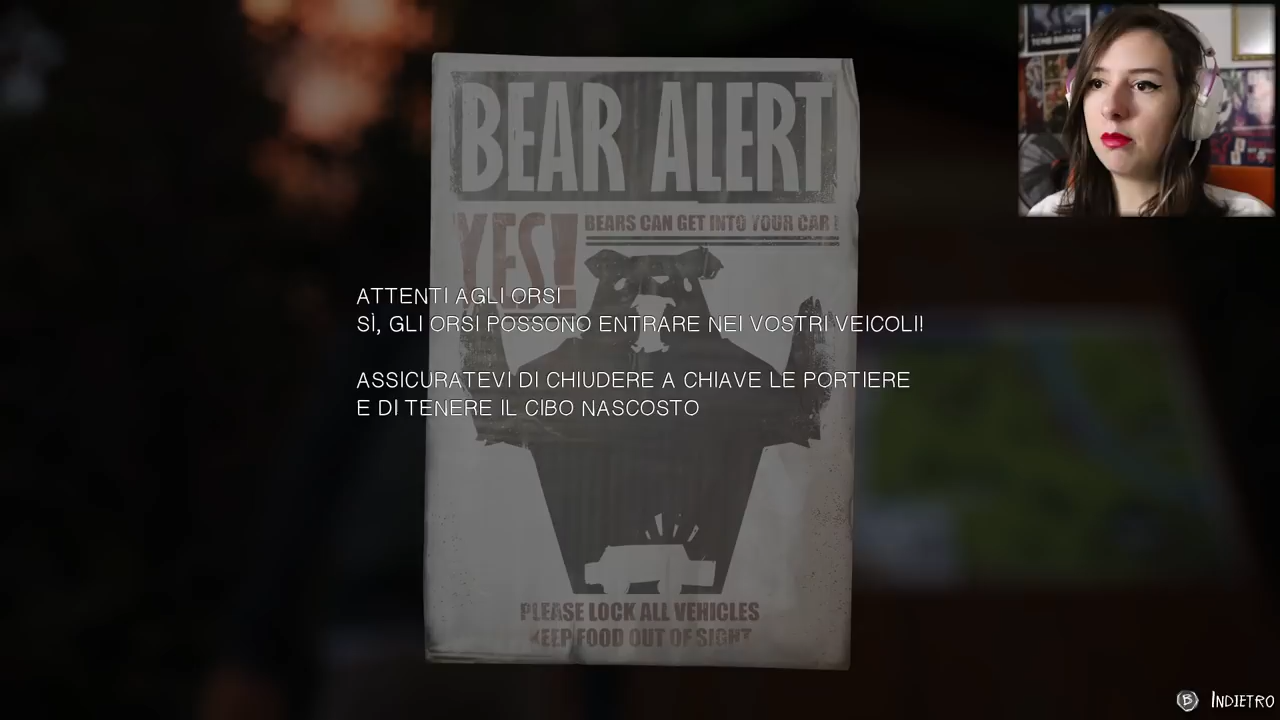 BEAR ALERT
YES!
BEARS CAN GET INTO YOUR CAR!
ATTENTI AGLI ORSI
SÌ, GLI ORSI POSSONO ENTRARE NEI VOSTRI VEICOLI!
ASSICURATEVI DI CHIUDERE A CHIAVE LE PORTIERE
E DI TENERE IL CIBO NASCOSTO
PLEASE LOCK ALL VEHICLES
KEEP FOOD OUT OF SIGHT
TOMB RAIDER
B INDIETRO